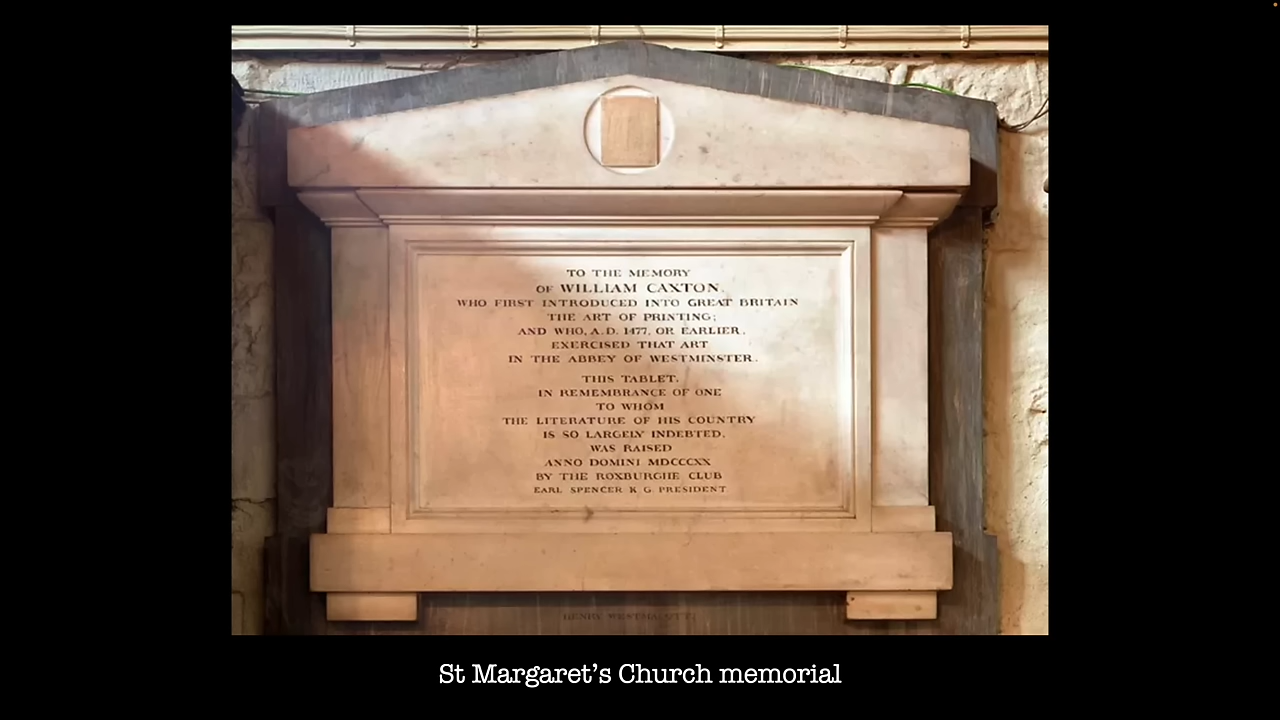 TO THE MEMORY
OF WILLIAM CAXTON.
WHO FIRST INTRODUCED INTO GREAT BRITAIN
THE ART OF PRINTING;
AND WHO, A.D. 1477, OR EARLIER,
EXERCISED THAT ART
IN THE ABBEY OF WESTMINSTER.
THIS TABLET,
IN REMEMBRANCE OF ONE
TO WHOM
THE LITERATURE OF HIS COUNTRY
IS SO LARGELY INDEBTED,
WAS RAISED
ANNO DOMINI MDCCCXX
BY THE ROXBURGHE CLUB
EARL SPENCER K G. PRESIDENT
HENRY WESTMACOTT.
St Margaret’s Church memorial